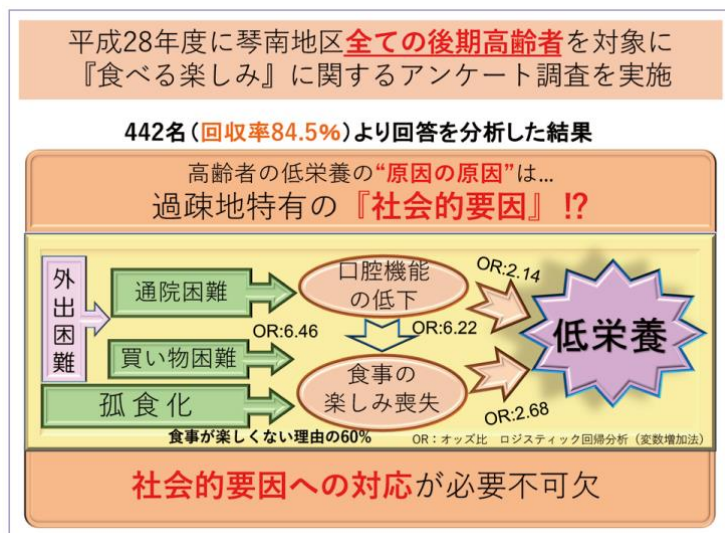 平成28年度に琴南地区全ての後期高齢者を対象に
『食べる楽しみ』に関するアンケート調査を実施
442名(回収率84.5%)より回答を分析した結果
高齢者の低栄養の“原因の原因”は...
過疎地特有の『社会的要因』!?
外出困難
通院困難
口腔機能
の低下
OR:2.14
OR:6.46
OR:6.22
買い物困難
低栄養
孤食化
食事の
楽しみ喪失
OR:2.68
食事が楽しくない理由の60%
OR:オッズ比 ロジスティック回帰分析(変数増加法)
社会的要因への対応が必要不可欠